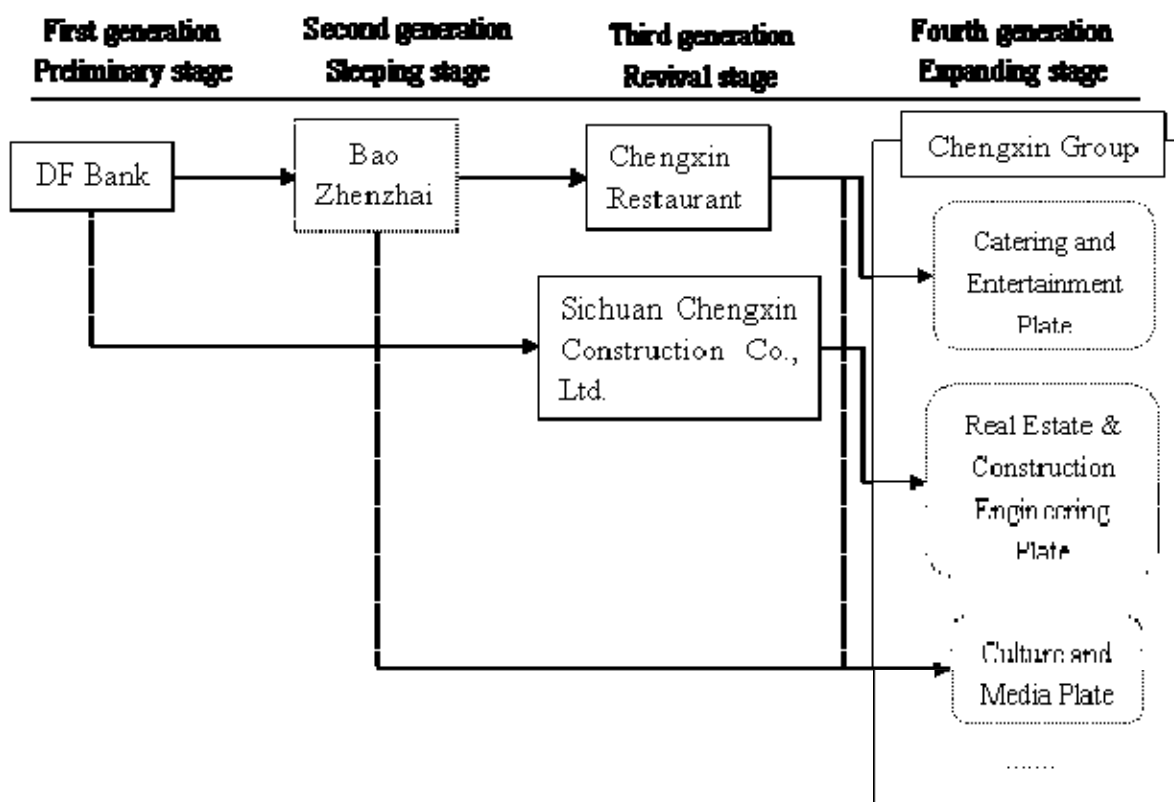 First generation
Preliminary stage
Second generation
Sleeping stage
Third generation
Revival stage
Fourth generation
Expanding stage
DF Bank
Bao
Zhenzhai
Chengxin
Restaurant
Chengxin Group
Catering and
Entertainment
Plate
Sichuan Chengxin
Construction Co.,
Ltd.
Real Estate &
Construction
Engineering
Plate
Culture and
Media Plate
.......